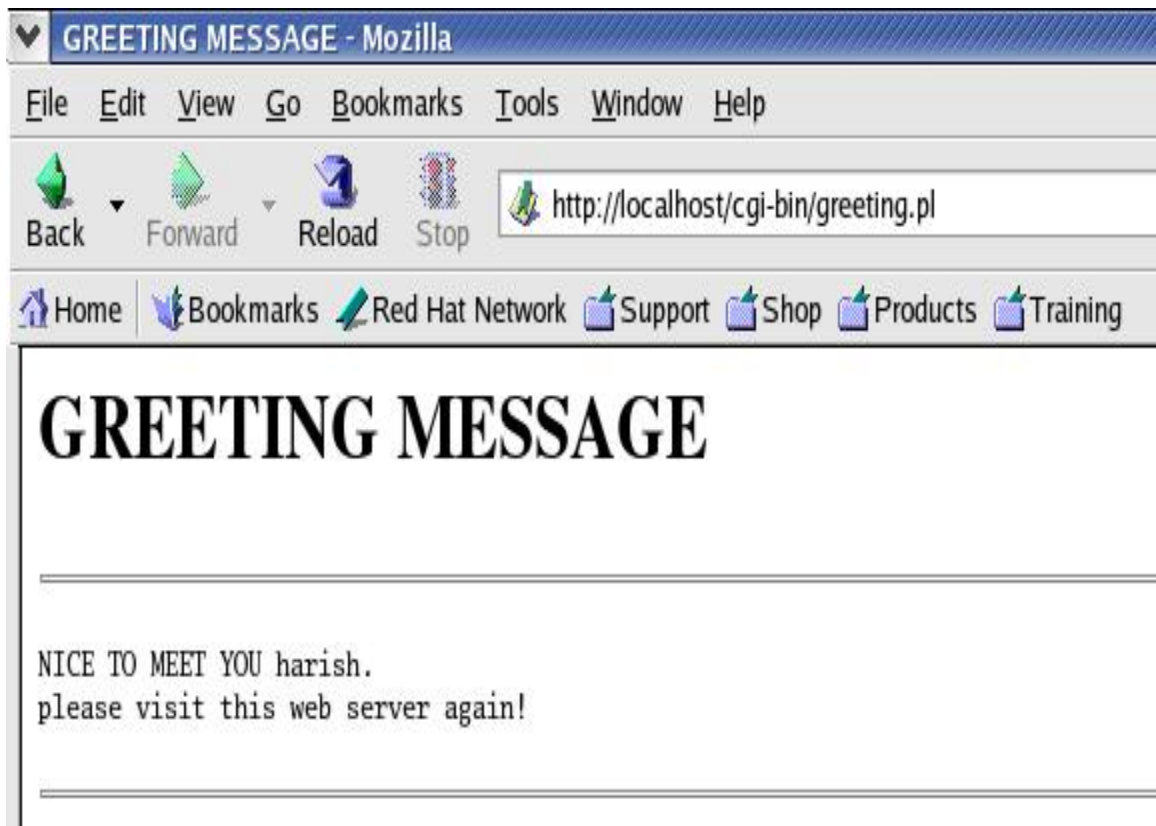 GREETING MESSAGE - Mozilla
File Edit View Go Bookmarks Tools Window Help
Back Forward Reload Stop http://localhost/cgi-bin/greeting.pl
Home Bookmarks Red Hat Network Support Shop Products Training
GREETING MESSAGE
NICE TO MEET YOU harish.
please visit this web server again!